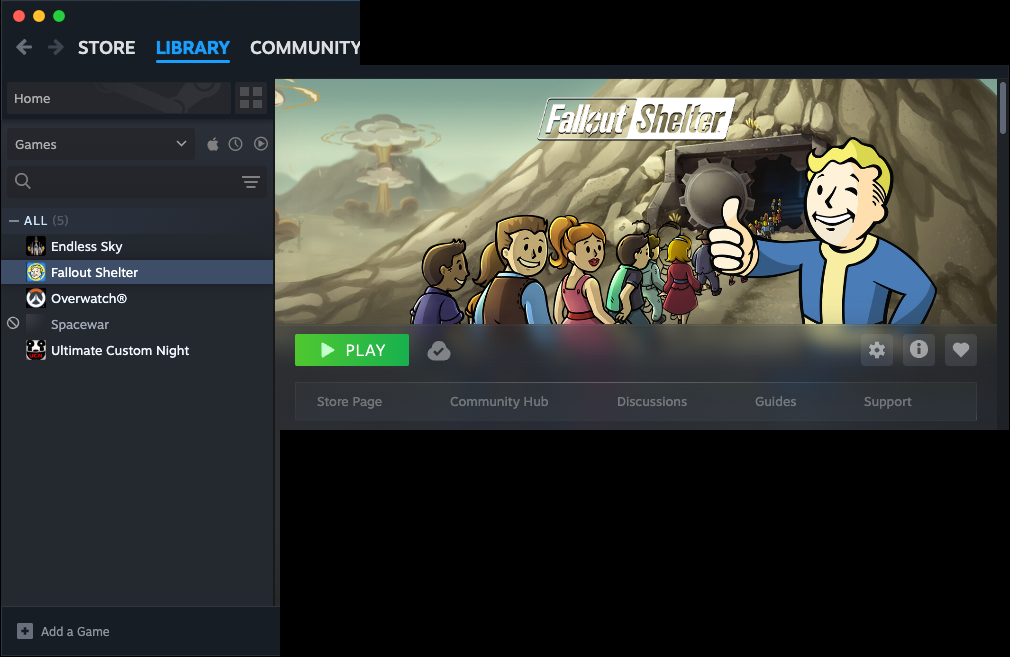 STORE LIBRARY COMMUNITY
Home
Games
ALL (5)
Endless Sky
Fallout Shelter
Overwatch®
Spacewar
Ultimate Custom Night
Add a Game
Fallout Shelter
PLAY
Store Page Community Hub Discussions Guides Support